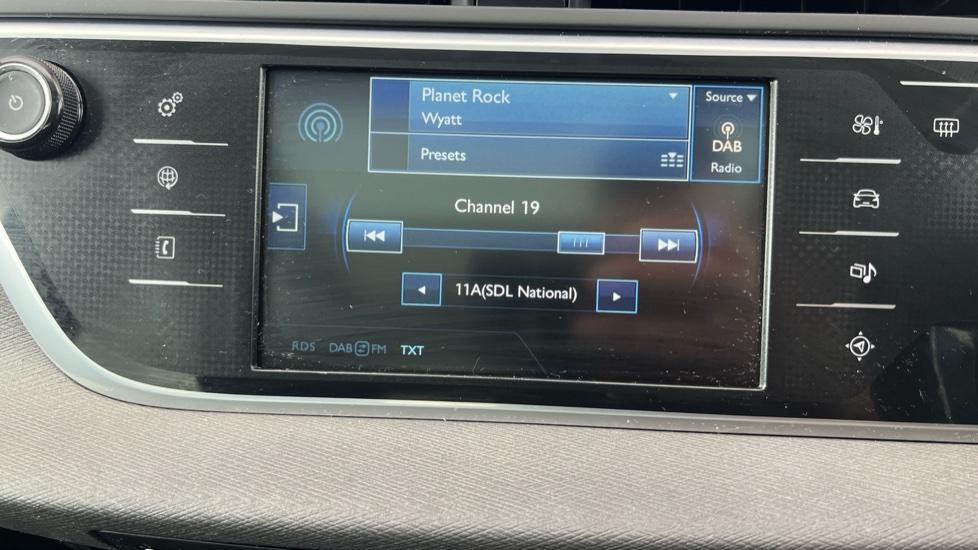 Planet Rock
Wyatt
Presets
Source
DAB
Radio
Channel 19
11A(SDL National)
RDS DAB FM TXT